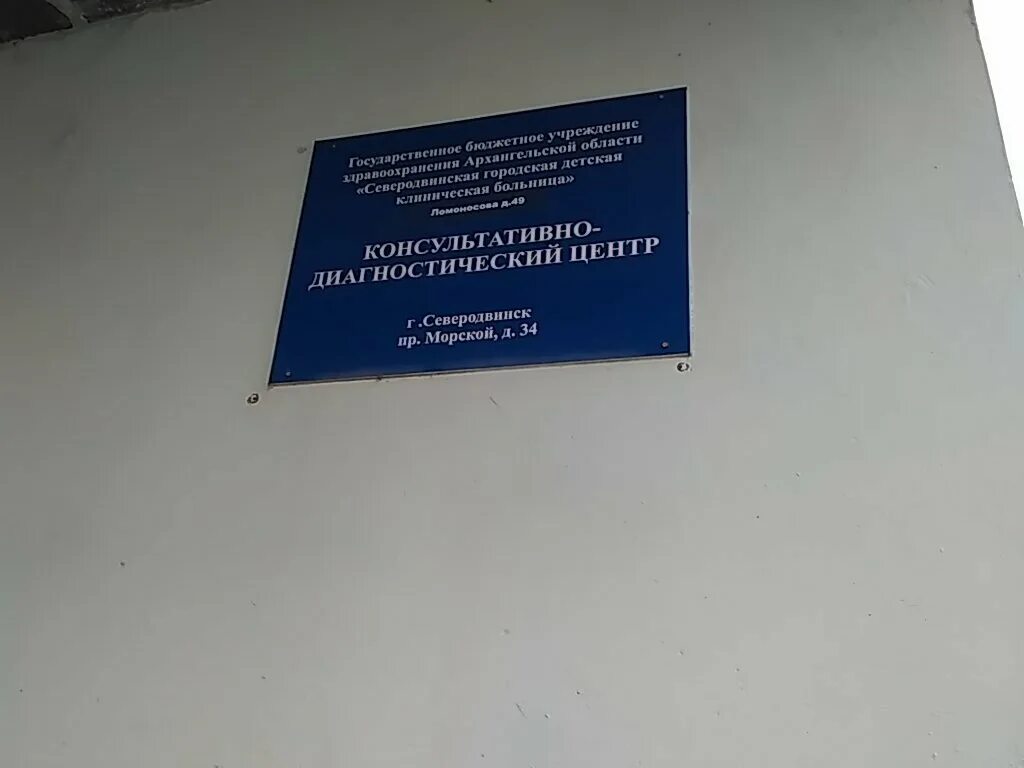 Государственное бюджетное учреждение
здравоохранения Архангельской области
«Северодвинская городская детская
клиническая больница»
Ломоносова д.49
КОНСУЛЬТАТИВНО-
ДИАГНОСТИЧЕСКИЙ ЦЕНТР
г .Северодвинск
пр. Морской, д. 34